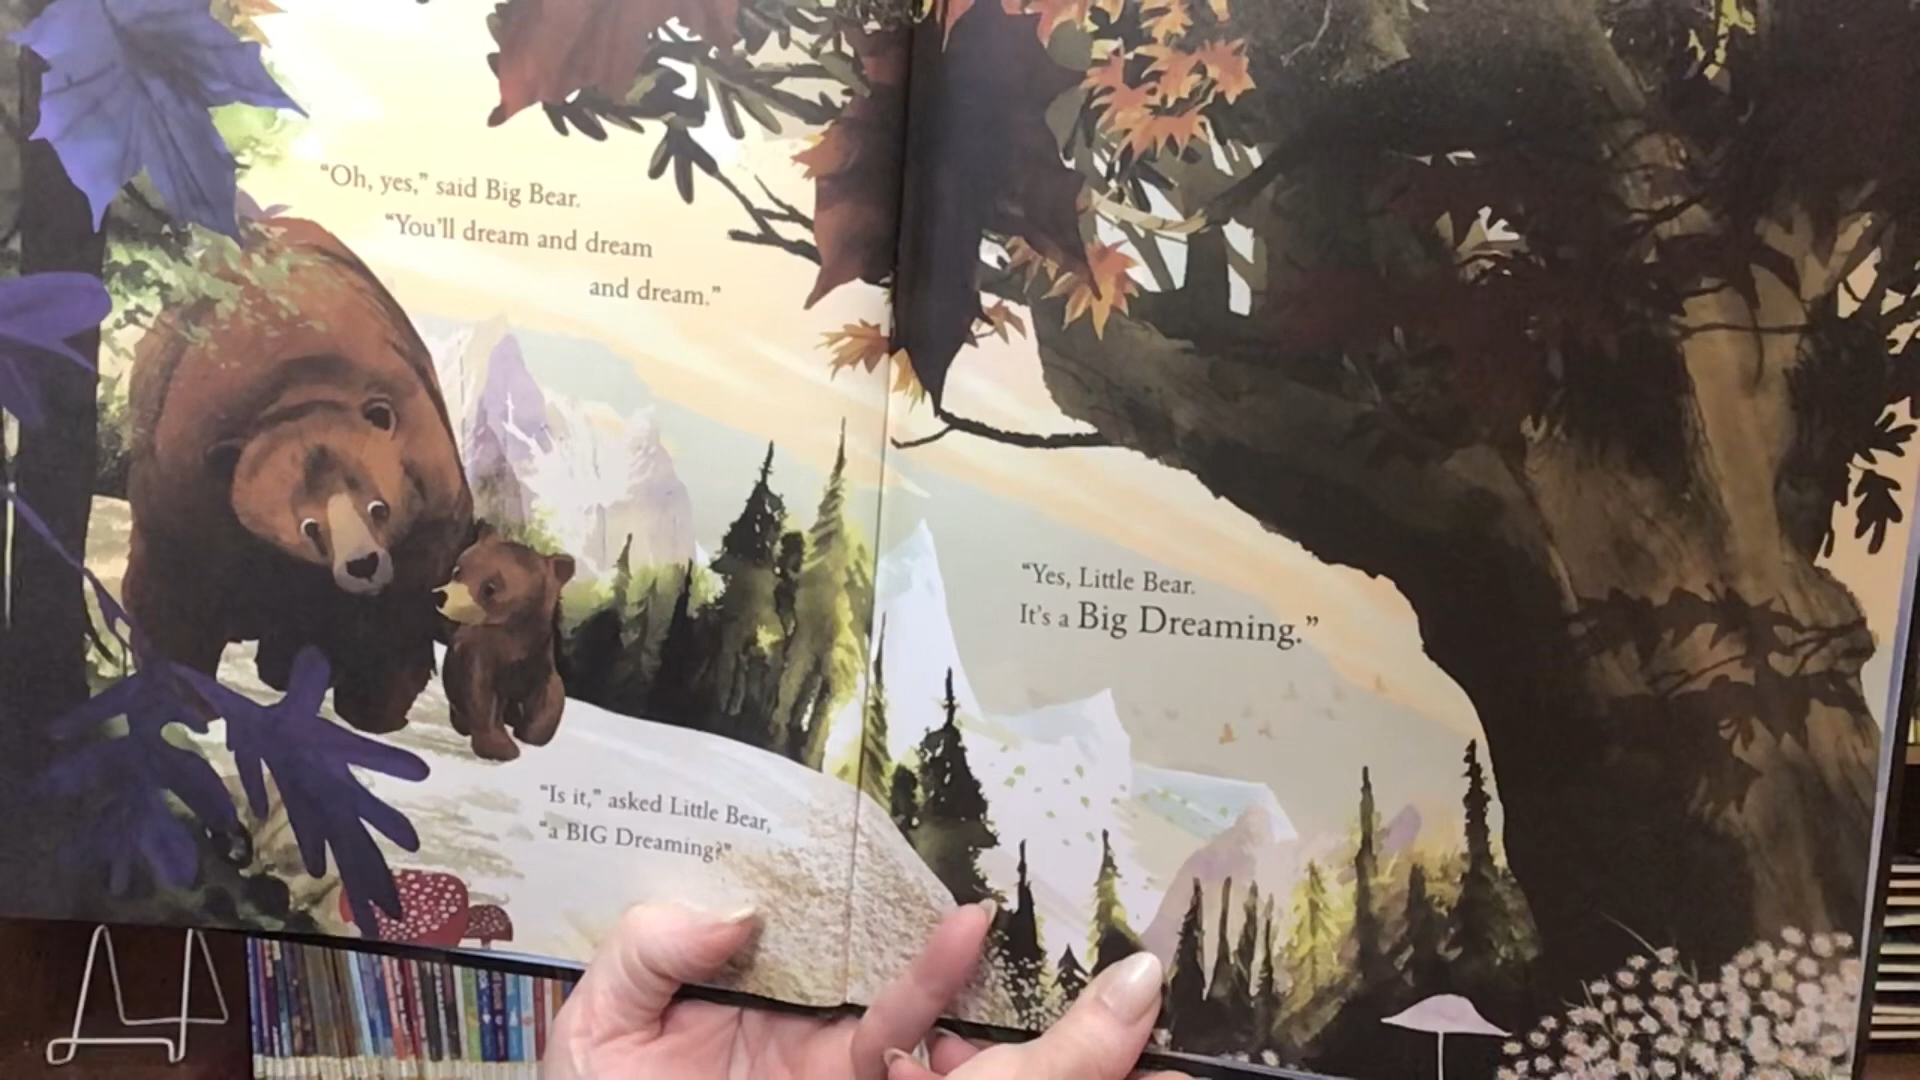 “Oh, yes,” said Big Bear.
“You’ll dream and dream
and dream.”
“Is it,” asked Little Bear,
“a BIG Dreaming?”
“Yes, Little Bear.
It’s a Big Dreaming.”